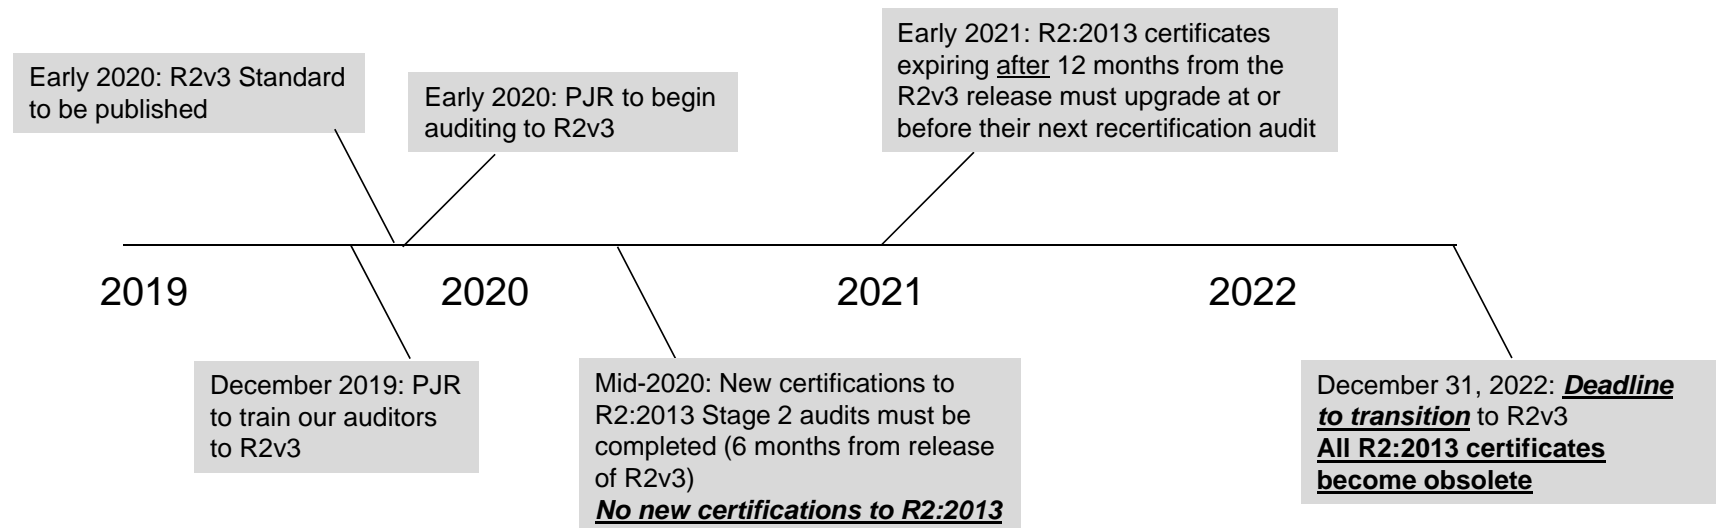 Early 2020: R2v3 Standard
to be published
Early 2020: PJR to begin
auditing to R2v3
Early 2021: R2:2013 certificates
expiring after 12 months from the
R2v3 release must upgrade at or
before their next recertification audit
2019
2020
2021
2022
December 2019: PJR
to train our auditors
to R2v3
Mid-2020: New certifications to
R2:2013 Stage 2 audits must be
completed (6 months from release
of R2v3)
No new certifications to R2:2013
December 31, 2022: Deadline
to transition to R2v3
All R2:2013 certificates
become obsolete